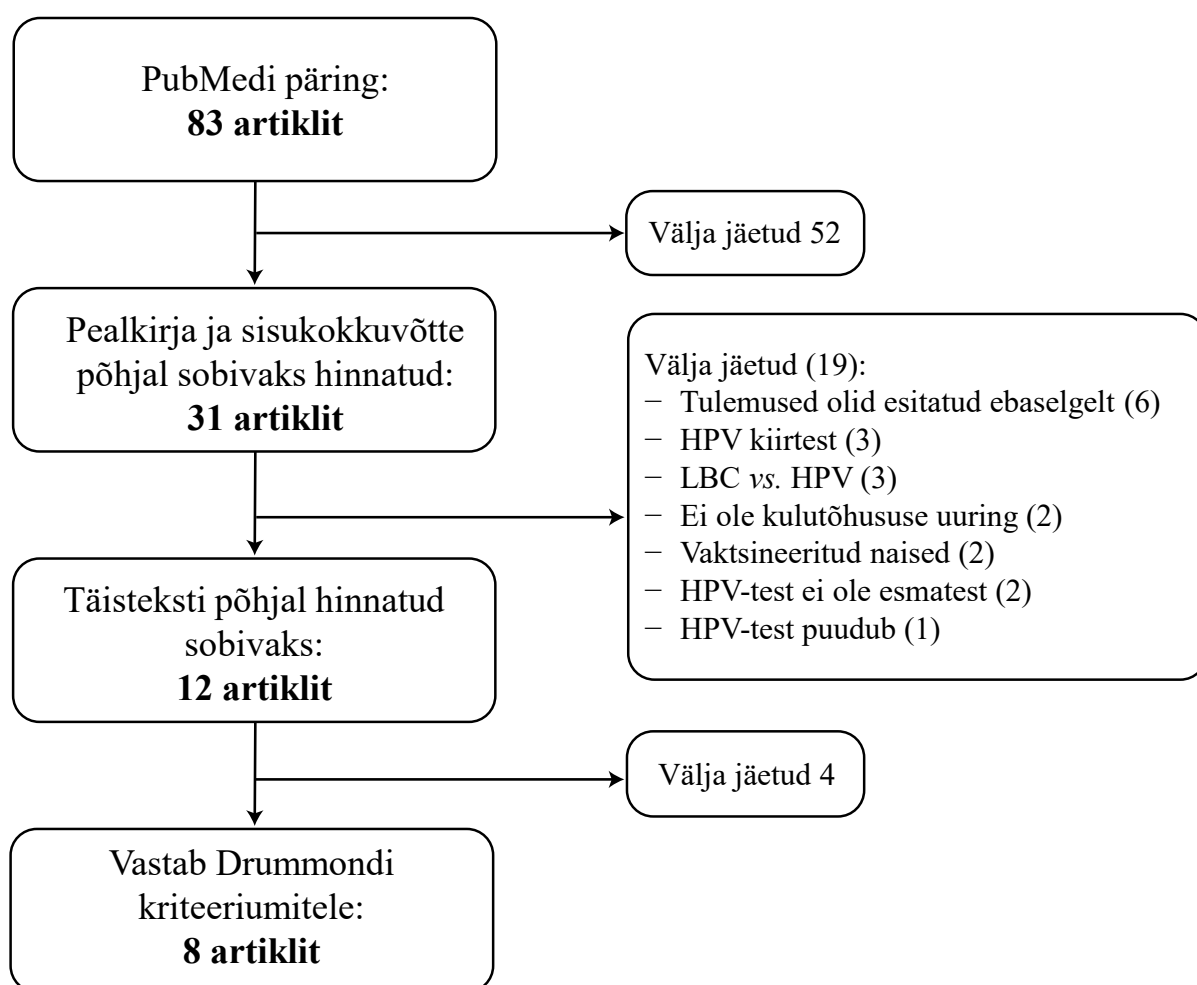 PubMedi päring:
83 artiklit
Välja jäetud 52
Pealkirja ja sisukokkuvõtte
põhjal sobivaks hinnatud:
31 artiklit
Välja jäetud (19):
− Tulemused olid esitatud ebaselgelt (6)
− HPV kiirtest (3)
− LBC vs. HPV (3)
− Ei ole kulutõhususe uuring (2)
− Vaktsineeritud naised (2)
− HPV-test ei ole esmatest (2)
− HPV-test puudub (1)
Täisteksti põhjal hinnatud
sobivaks:
12 artiklit
Välja jäetud 4
Vastab Drummondi
kriteeriumitele:
8 artiklit